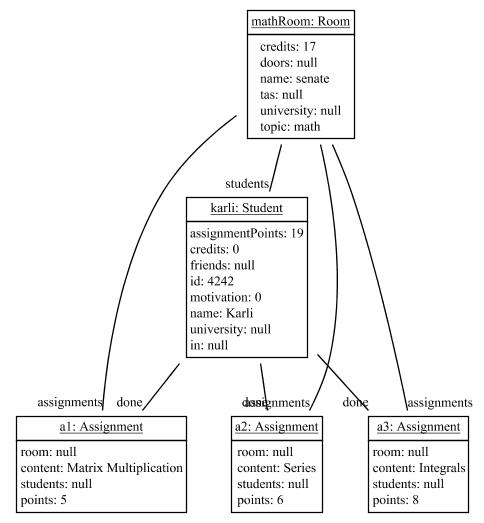 mathRoom: Room
credits: 17
doors: null
name: senate
tas: null
university: null
topic: math
students
karli: Student
assignmentPoints: 19
credits: 0
friends: null
id: 4242
motivation: 0
name: Karli
university: null
in: null
assignments
done
done
assignments
done
assignments
a1: Assignment
room: null
content: Matrix Multiplication
students: null
points: 5
a2: Assignment
room: null
content: Series
students: null
points: 6
a3: Assignment
room: null
content: Integrals
students: null
points: 8